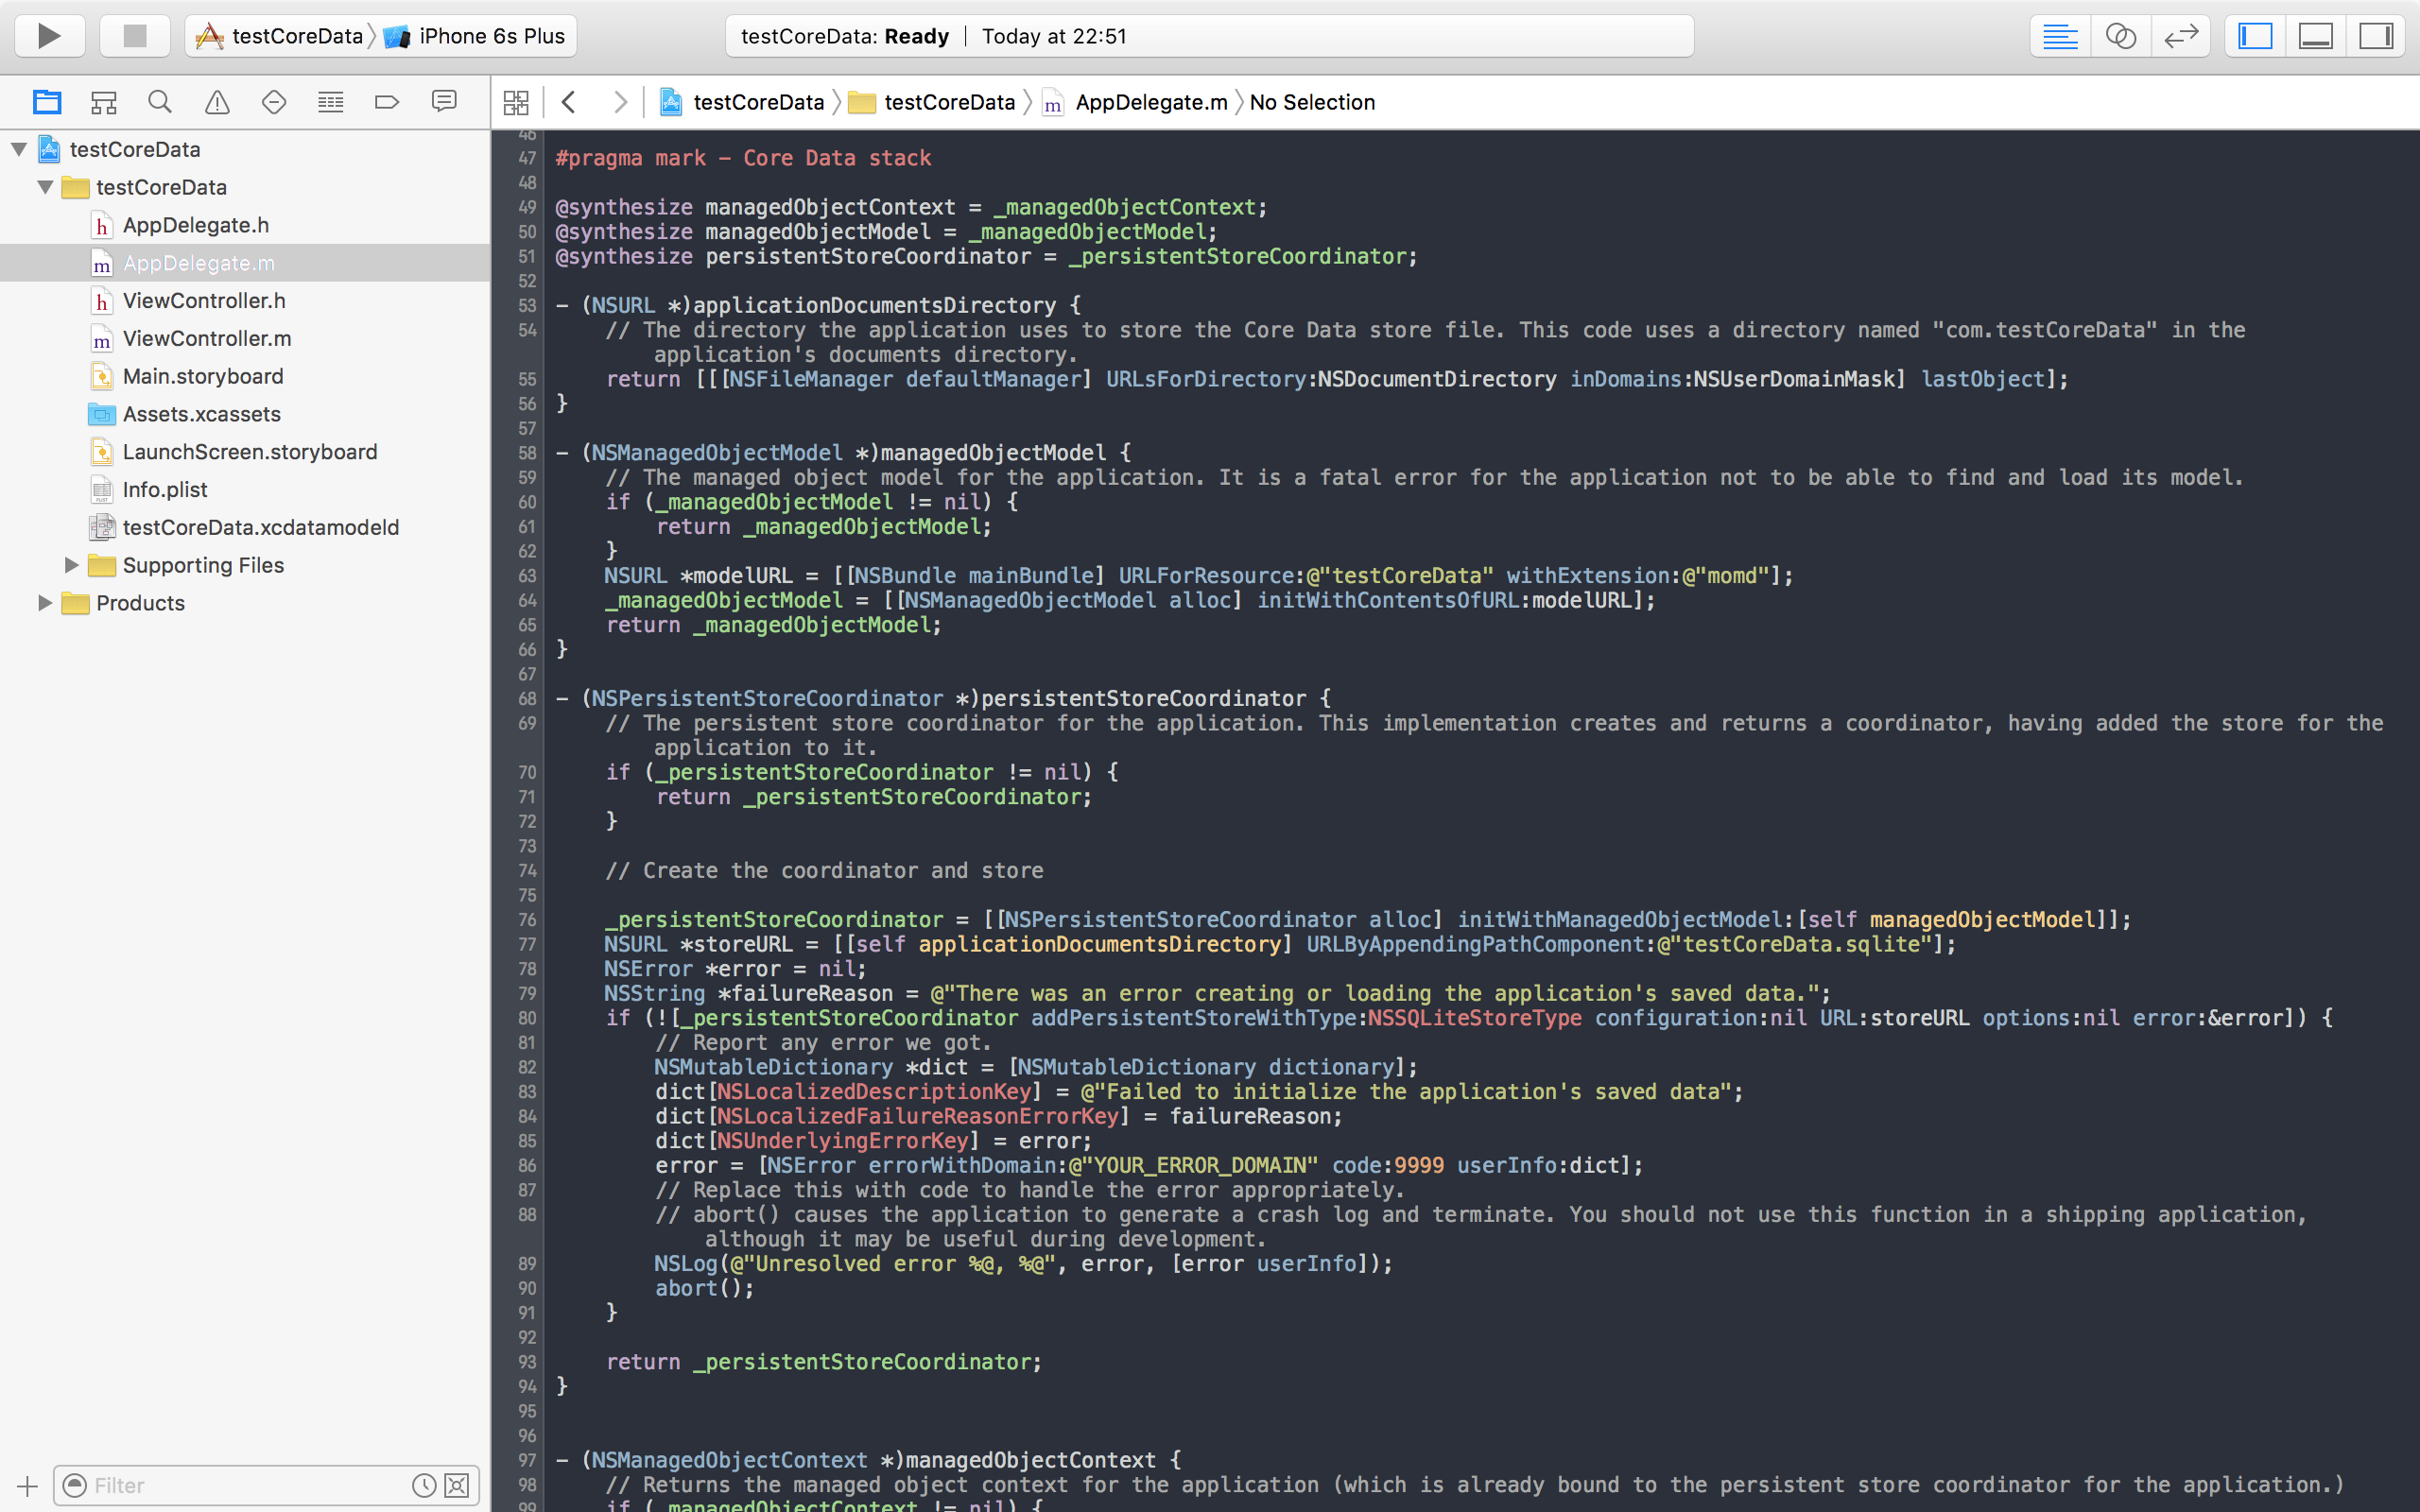 testCoreData 〉 iPhone 6s Plus
testCoreData: Ready | Today at 22:51
testCoreData 〉 testCoreData 〉 m AppDelegate.m 〉 No Selection
testCoreData
testCoreData
h AppDelegate.h
m AppDelegate.m
h ViewController.h
m ViewController.m
Main.storyboard
Assets.xcassets
LaunchScreen.storyboard
Info.plist
testCoreData.xcdatamodeld
Supporting Files
Products
Filter
46
47 #pragma mark - Core Data stack
48
49 @synthesize managedObjectContext = _managedObjectContext;
50 @synthesize managedObjectModel = _managedObjectModel;
51 @synthesize persistentStoreCoordinator = _persistentStoreCoordinator;
52
53 - (NSURL *)applicationDocumentsDirectory {
54 // The directory the application uses to store the Core Data store file. This code uses a directory named "com.testCoreData" in the
application's documents directory.
55 return [[[NSFileManager defaultManager] URLsForDirectory:NSDocumentDirectory inDomains:NSUserDomainMask] lastObject];
56 }
57
58 - (NSManagedObjectModel *)managedObjectModel {
59 // The managed object model for the application. It is a fatal error for the application not to be able to find and load its model.
60 if (_managedObjectModel != nil) {
61 return _managedObjectModel;
62 }
63 NSURL *modelURL = [[NSBundle mainBundle] URLForResource:@"testCoreData" withExtension:@"momd"];
64 _managedObjectModel = [[NSManagedObjectModel alloc] initWithContentsOfURL:modelURL];
65 return _managedObjectModel;
66 }
67
68 - (NSPersistentStoreCoordinator *)persistentStoreCoordinator {
69 // The persistent store coordinator for the application. This implementation creates and returns a coordinator, having added the store for the
application to it.
70 if (_persistentStoreCoordinator != nil) {
71 return _persistentStoreCoordinator;
72 }
73
74 // Create the coordinator and store
75
76 _persistentStoreCoordinator = [[NSPersistentStoreCoordinator alloc] initWithManagedObjectModel:[self managedObjectModel]];
77 NSURL *storeURL = [[self applicationDocumentsDirectory] URLByAppendingPathComponent:@"testCoreData.sqlite"];
78 NSError *error = nil;
79 NSString *failureReason = @"There was an error creating or loading the application's saved data.";
80 if (![_persistentStoreCoordinator addPersistentStoreWithType:NSSQLiteStoreType configuration:nil URL:storeURL options:nil error:&error]) {
81 // Report any error we got.
82 NSMutableDictionary *dict = [NSMutableDictionary dictionary];
83 dict[NSLocalizedDescriptionKey] = @"Failed to initialize the application's saved data";
84 dict[NSLocalizedFailureReasonErrorKey] = failureReason;
85 dict[NSUnderlyingErrorKey] = error;
86 error = [NSError errorWithDomain:@"YOUR_ERROR_DOMAIN" code:9999 userInfo:dict];
87 // Replace this with code to handle the error appropriately.
88 // abort() causes the application to generate a crash log and terminate. You should not use this function in a shipping application,
although it may be useful during development.
89 NSLog(@"Unresolved error %@, %@", error, [error userInfo]);
90 abort();
91 }
92
93 return _persistentStoreCoordinator;
94 }
95
96
97 - (NSManagedObjectContext *)managedObjectContext {
98 // Returns the managed object context for the application (which is already bound to the persistent store coordinator for the application.)
99 if (_managedObjectContext != nil) {